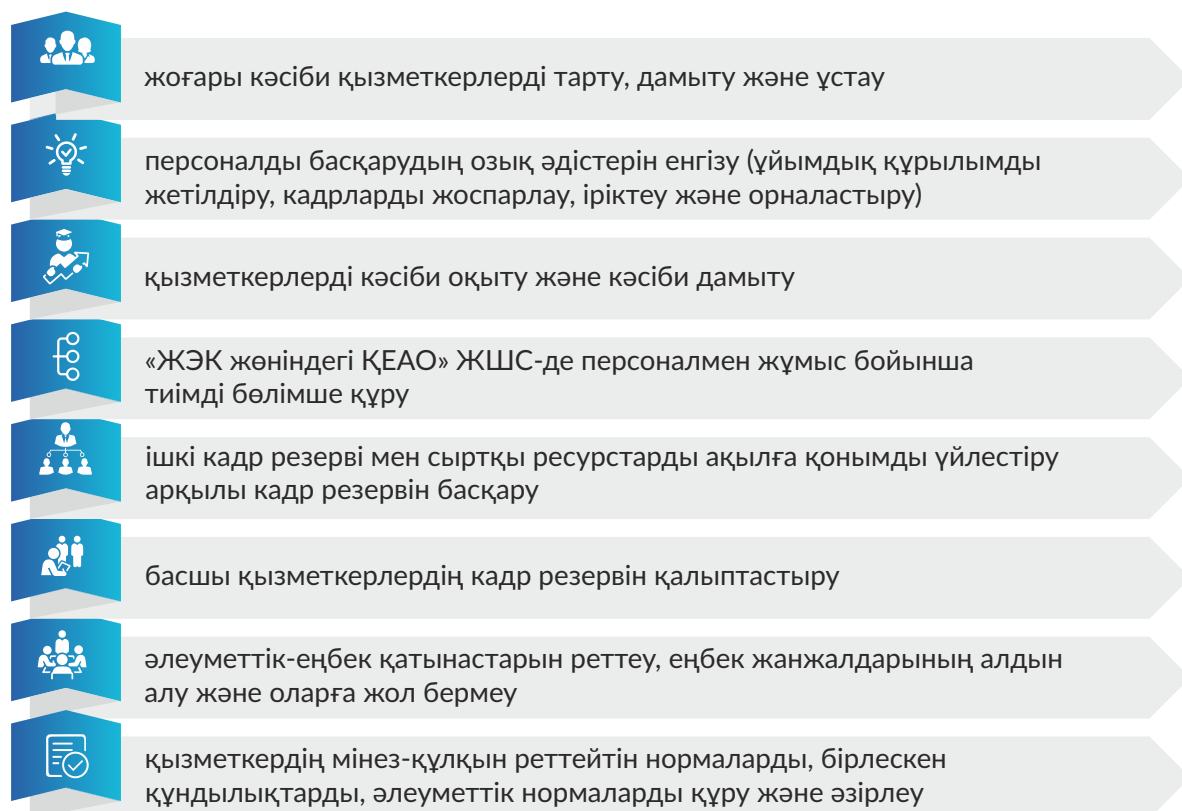 жоғары кәсіби қызметкерлерді тарту, дамыту және ұстау
персоналды басқарудың озық әдістерін енгізу (ұйымдық құрылымды
жетілдіру, кадрларды жоспарлау, іріктеу және орналастыру)
қызметкерлерді кәсіби оқыту және кәсіби дамыту
«ЖЭК жөніндегі ҚЕАО» ЖШС-де персоналмен жұмыс бойынша
тиімді бөлімше құру
ішкі кадр резерві мен сыртқы ресурстарды ақылға қонымды үйлестіру
арқылы кадр резервін басқару
басшы қызметкерлердің кадр резервін қалыптастыру
әлеуметтік-еңбек қатынастарын реттеу, еңбек жанжалдарының алдын
алу және оларға жол бермеу
қызметкердің мінез-құлқын реттейтін нормаларды, бірлескен
құндылықтарды, әлеуметтік нормаларды құру және әзірлеу